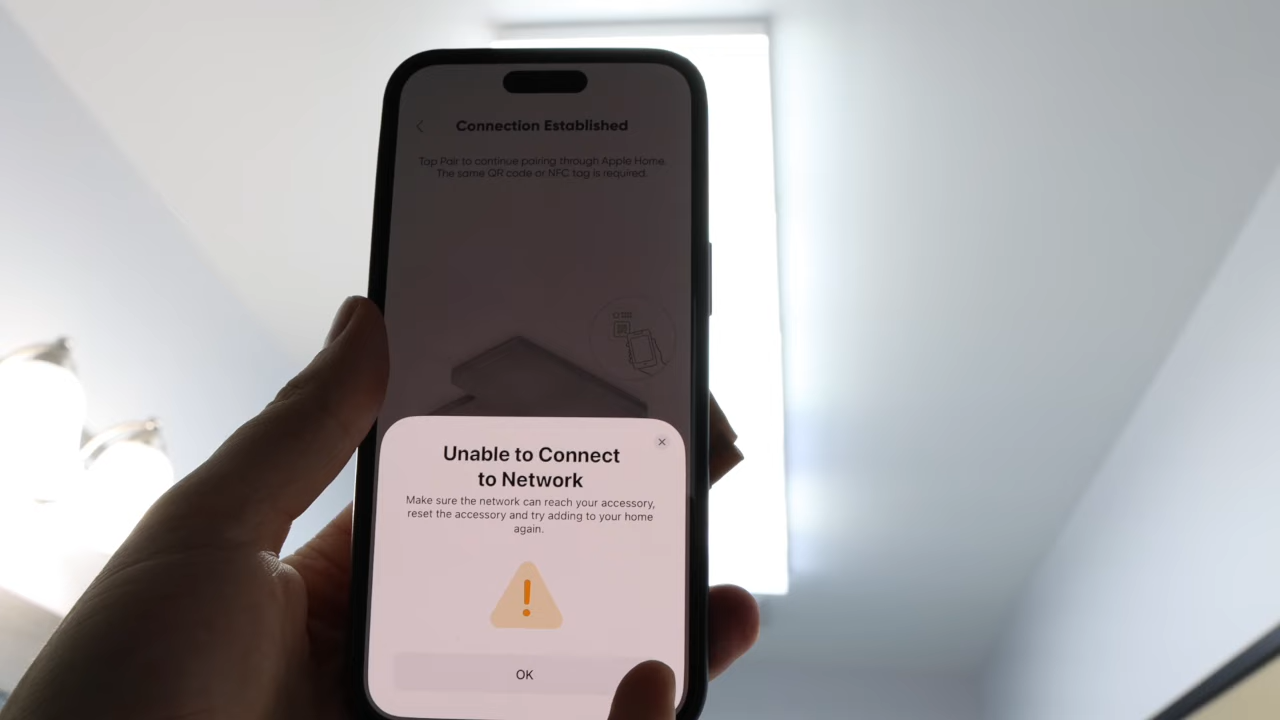 Connection Established
Tap Pair to continue pairing through Apple Home.
The same QR code or NFC tag is required.
Unable to Connect
to Network
Make sure the network can reach your accessory,
reset the accessory and try adding to your home
again.
OK